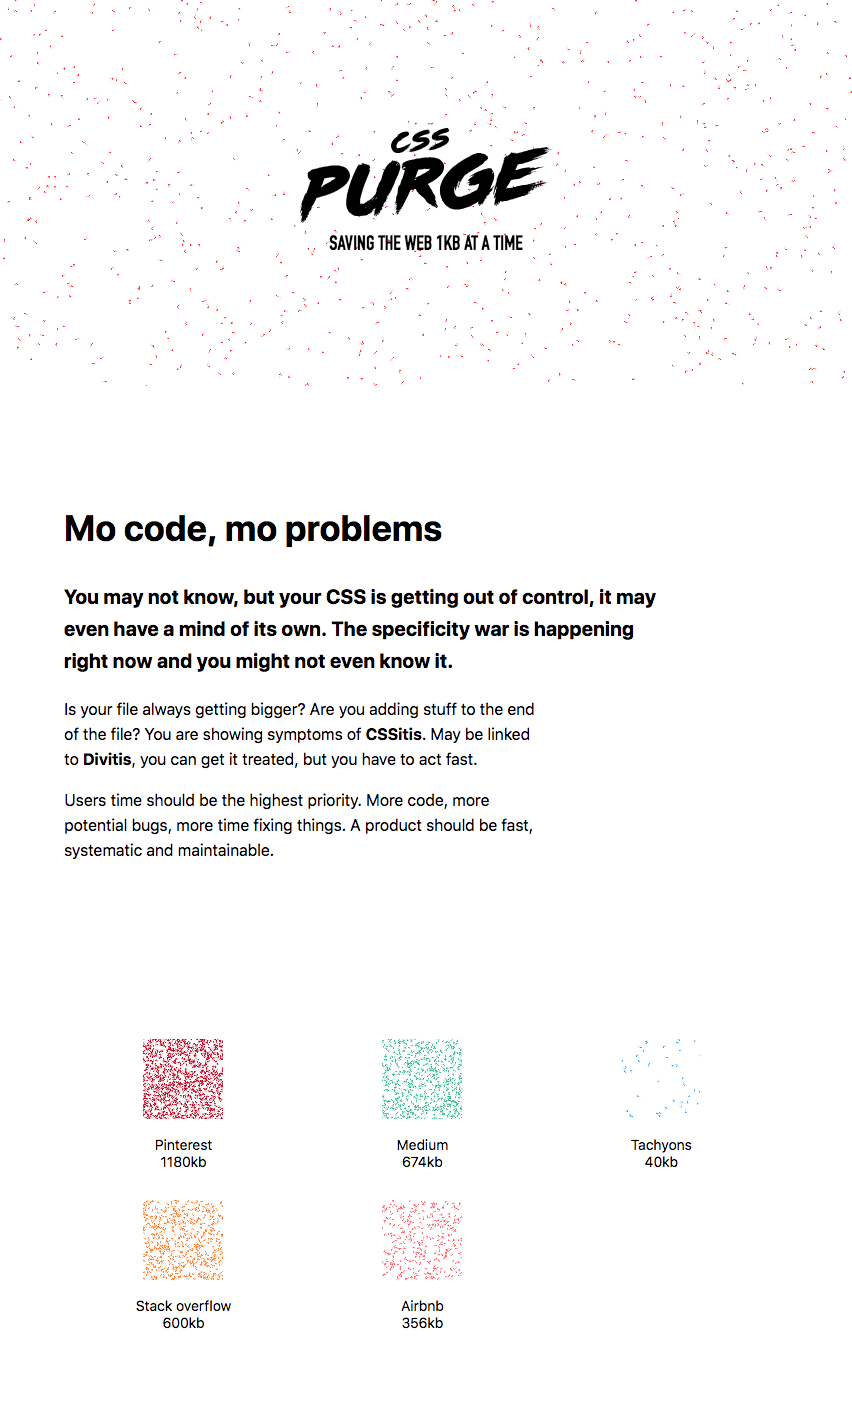 CSS
PURGE
SAVING THE WEB 1KB AT A TIME
Mo code, mo problems
You may not know, but your CSS is getting out of control, it may
even have a mind of its own. The specificity war is happening
right now and you might not even know it.
Is your file always getting bigger? Are you adding stuff to the end
of the file? You are showing symptoms of CSSitis. May be linked
to Divitis, you can get it treated, but you have to act fast.
Users time should be the highest priority. More code, more
potential bugs, more time fixing things. A product should be fast,
systematic and maintainable.
Pinterest
1180kb
Medium
674kb
Tachyons
40kb
Stack overflow
600kb
Airbnb
356kb